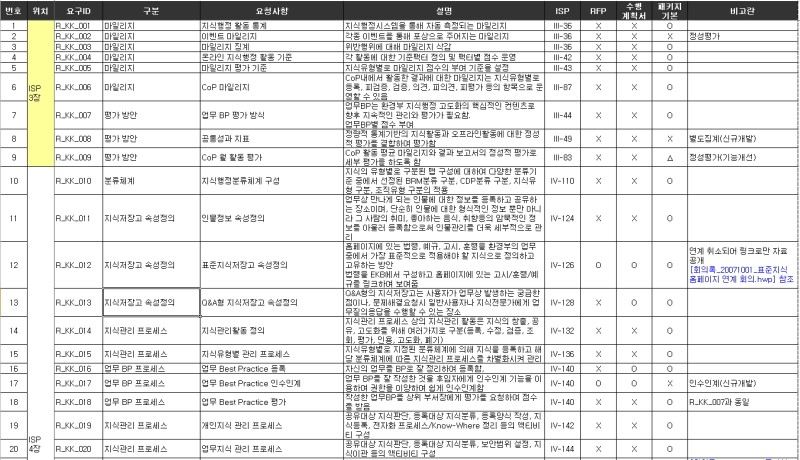 번호 위치 요구ID 구분 요청사항 설명 ISP RFP 수행계획서 패키지기본 비고란
ISP 3장
1 R_KK_001 마일리지 지식행정 활동 통계 지식행정시스템을 통해 자동 측정되는 마일리지 III-36 X X O
2 R_KK_002 마일리지 이벤트 마일리지 각종 이벤트를 통해 포상으로 주어지는 마일리지 III-36 X X X 정성평가
3 R_KK_003 마일리지 마일리지 집계 위반행위에 대해 마일리지 삭감 III-36 X X O
4 R_KK_004 마일리지 온라인 지식행정 활동 기준 각 활동에 대한 기준팩터 정의 및 팩터별 점수 운영 III-42 X X O
5 R_KK_005 마일리지 마일리지 평가 기준 지식유형별로 마일리지 점수의 부여 기준을 설정 III-43 X X O
6 R_KK_006 마일리지 CoP 마일리지 CoP내에서 활동한 결과에 대한 마일리지는 지식유형별로
등록, 피검증, 검증, 의견, 피의견, 피평가 등의 항목으로 운
영할 수 있음 III-87 X X O
7 R_KK_007 평가 방안 업무 BP 평가 방식 업무BP는 환경부 지식행정 고도화의 핵심적인 컨텐츠로
향후 지속적인 관리와 평가가 필요함.
업무BP별 점수 부여 III-44 X X O
8 R_KK_008 평가 방안 공통성과 지표 정량적 통계기반의 지식활동과 오프라인활동에 대한 정성
적 평가를 결합하여 평가함 III-49 X X X 별도집계(신규개발)
9 R_KK_009 평가 방안 CoP 월 활동 평가 CoP 활동 평균 마일리지와 결과 보고서의 정성적 평가로
세부 평가를 하도록 함 III-83 X X △ 정성평가(기능개선)
10 R_KK_010 분류체계 지식행정분류체계 구성 지식의 유형별로 구분된 탭 구성에 대하여 다양한 분류기
준 중에서 선정된 BRM분류 구분, CDP분류 구분, 지식유
형 구분, 조직유형 구분의 적용 IV-110 X X O
11 R_KK_011 지식저장고 속성정의 인물정보 속성정의 업무상 만나게 되는 인물에 대한 정보를 등록하고 공유하
는 장소이며, 단순히 인물에 대한 형식적인 정보 뿐만 아니
라 그 사람의 취미, 좋아하는 음식, 취향등의 암묵적인 정
보를 아울러 등록함으로써 인물관리를 더욱 세부적으로 관
리 IV-124 X X O
12 R_KK_012 지식저장고 속성정의 표준지식저장고 속성정의 홈페이지에 있는 법령, 예규, 고시, 훈령를 환경부의 업무
중에서 가장 표준적으로 적용해야 할 지식으로 정의하고
고유하는 방안
법령를 EKB에서 구성하고 홈페이지에 있는 고시/훈령/예
규를 링크하여 보여줌 IV-126 O O O 연계 취소되어 링크로만 자료
공개
[회의록_20071001_표준지식
홈페이지 연계 회의.hwp] 참조
13 R_KK_013 지식저장고 속성정의 Q&A형 지식저장고 속성정의 Q&A형의 지식저장고는 사용자가 업무상 발생하는 궁금한
점이나, 문제해결요청시 일반사용자나 지식전문가에게 업
무질의응답을 수행할 수 있는 장소 IV-128 X O O
14 R_KK_014 지식관리 프로세스 지식관리활동 정의 지식관리 프로세스 상의 지식관리 활동은 지식의 창출, 공
유, 고도화를 위해 여러가지로 구분(등록, 수정, 검증, 조
회, 평가, 인용, 고도화, 폐기) IV-132 X X O
15 R_KK_015 지식관리 프로세스 지식유형별 관리 프로세스 지식유형별로 지정된 분류체계에 의해 지식을 등록하고 해
당 분류체계에 따른 지식관리 프로세스를 차별화시켜 관리 IV-136 X X O
16 R_KK_016 업무 BP 프로세스 업무 Best Practice 등록 자신의 업무를 BP로 잘 정리하여 등록함. IV-140 X X O
17 R_KK_017 업무 BP 프로세스 업무 Best Practice 인수인계 업무 BP를 잘 작성한 것을 후임자에게 인수인계 기능을 이
용하여 권한을 이양하여 쉽게 인수인계함 IV-140 O O X 인수인계(신규개발)
18 R_KK_018 업무 BP 프로세스 업무 Best Practice 평가 작성한 업무BP를 상위 부서장에게 평가를 요청하여 점수
를 받음 IV-140 X X O R_KK_007과 동일
ISP 4장
19 R_KK_019 지식관리 프로세스 개인지식 관리 프로세스 공유대상 지식판단, 등록대상 지식분류, 등록양식 작성, 지
식등록, 전자화 프로세스/Know-Where 정리 등의 액티비
티 구성 IV-142 X X O
20 R_KK_020 지식관리 프로세스 업무지식 관리 프로세스 공유대상 지식판단, 등록대상 지식분류, 보안범위 설정, 지
식이관 등의 액티비티 구성 IV-144 X X O